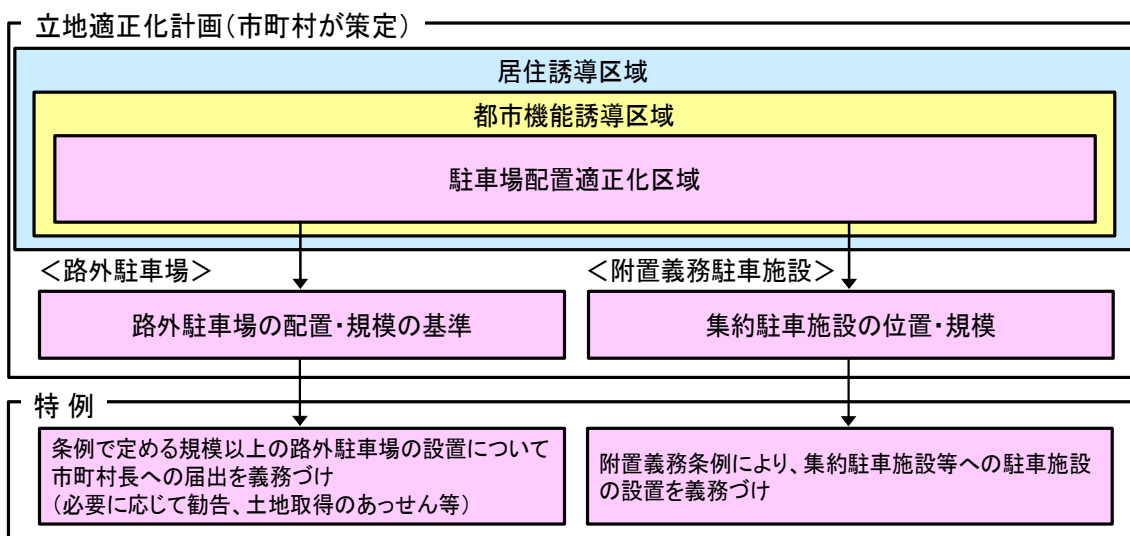 立地適正化計画(市町村が策定)
居住誘導区域
都市機能誘導区域
駐車場配置適正化区域
<路外駐車場>
路外駐車場の配置・規模の基準
<附置義務駐車施設>
集約駐車施設の位置・規模
特 例
条例で定める規模以上の路外駐車場の設置について
市町村長への届出を義務づけ
(必要に応じて勧告、土地取得のあっせん等)
附置義務条例により、集約駐車施設等への駐車施設
の設置を義務づけ